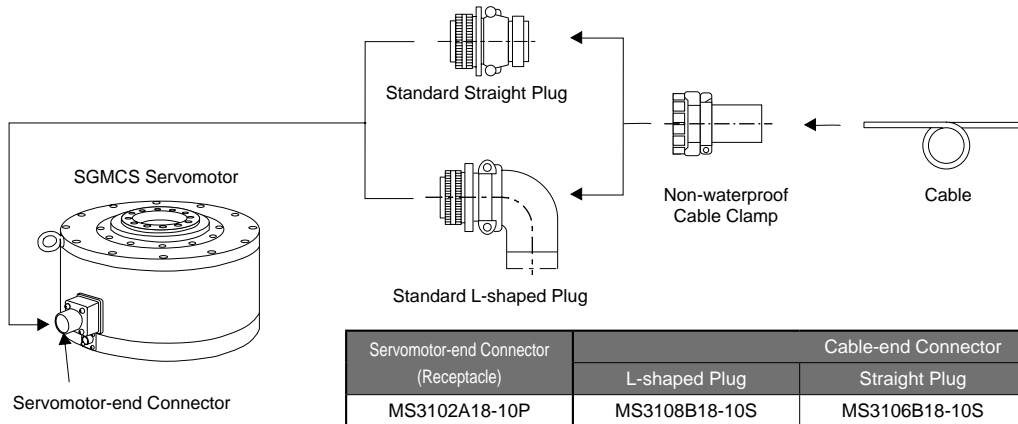 Standard Straight Plug
SGMCS Servomotor
Non-waterproof
Cable Clamp
Cable
Standard L-shaped Plug
Servomotor-end Connector
Servomotor-end Connector
(Receptacle)
Cable-end Connector
L-shaped Plug
Straight Plug
MS3102A18-10P
MS3108B18-10S
MS3106B18-10S